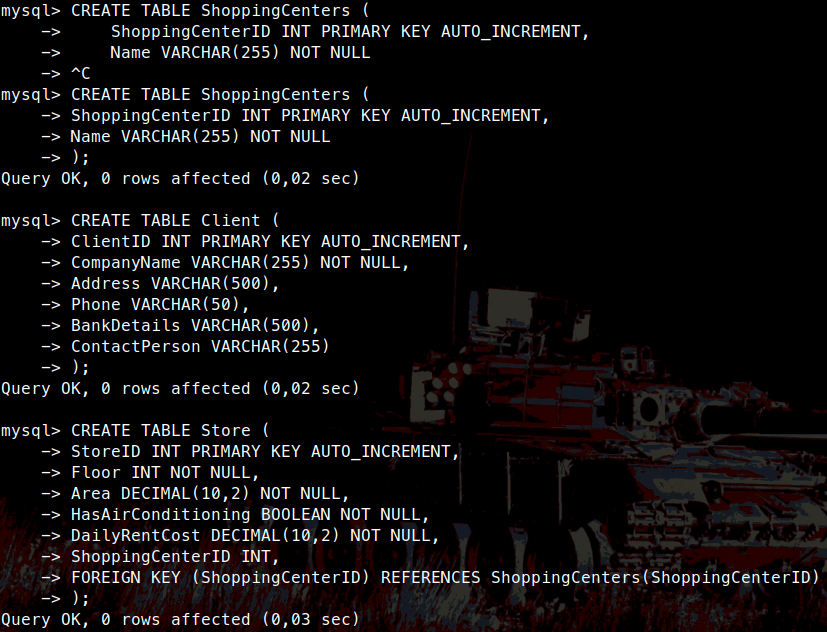 mysql> CREATE TABLE ShoppingCenters (
    ->     ShoppingCenterID INT PRIMARY KEY AUTO_INCREMENT,
    ->     Name VARCHAR(255) NOT NULL
    -> ^C
mysql> CREATE TABLE ShoppingCenters (
    -> ShoppingCenterID INT PRIMARY KEY AUTO_INCREMENT,
    -> Name VARCHAR(255) NOT NULL
    -> );
Query OK, 0 rows affected (0,02 sec)

mysql> CREATE TABLE Client (
    -> ClientID INT PRIMARY KEY AUTO_INCREMENT,
    -> CompanyName VARCHAR(255) NOT NULL,
    -> Address VARCHAR(500),
    -> Phone VARCHAR(50),
    -> BankDetails VARCHAR(500),
    -> ContactPerson VARCHAR(255)
    -> );
Query OK, 0 rows affected (0,02 sec)

mysql> CREATE TABLE Store (
    -> StoreID INT PRIMARY KEY AUTO_INCREMENT,
    -> Floor INT NOT NULL,
    -> Area DECIMAL(10,2) NOT NULL,
    -> HasAirConditioning BOOLEAN NOT NULL,
    -> DailyRentCost DECIMAL(10,2) NOT NULL,
    -> ShoppingCenterID INT,
    -> FOREIGN KEY (ShoppingCenterID) REFERENCES ShoppingCenters(ShoppingCenterID)
    -> );
Query OK, 0 rows affected (0,03 sec)